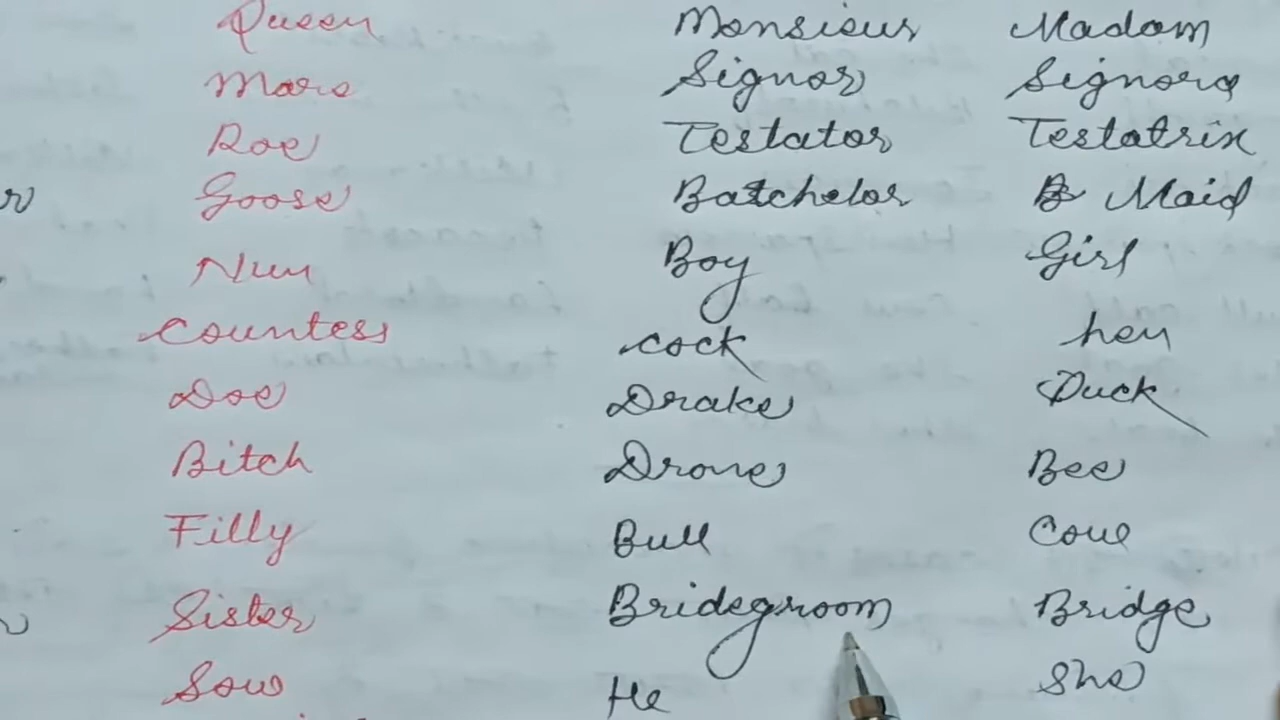 Queen Monsieur Madam
Mare Signor Signora
Roe Testator Testatrix
r Goose Batchelor B Maid
Nun Boy Girl
Countess cock hen
Doe Drake Duck
Bitch Drone Bee
Filly Bull Cow
Sister Bridegroom Bridge
Sow He She